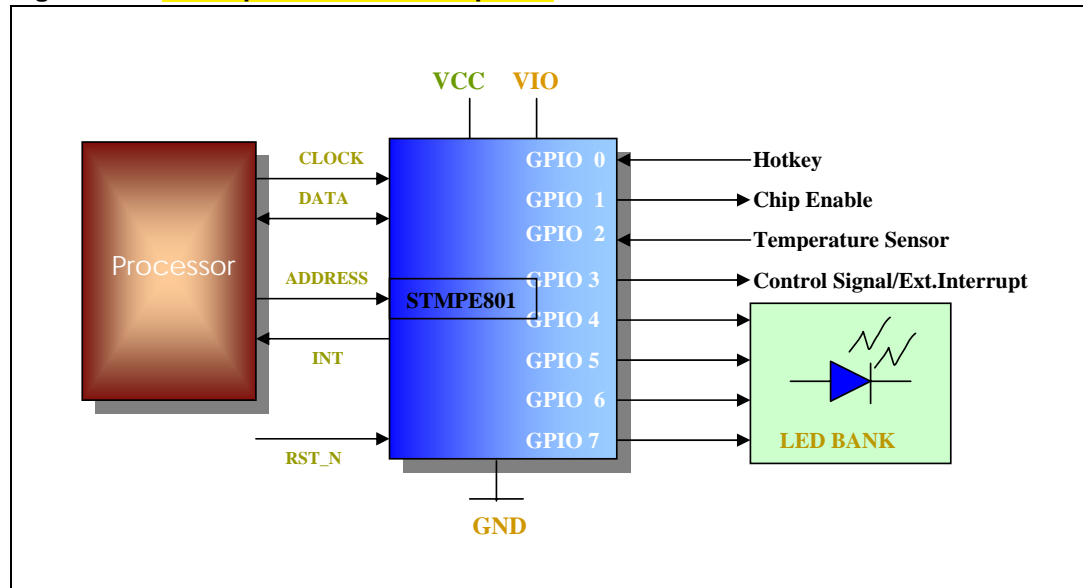 VCC VIO
CLOCK
GPIO 0
Hotkey
DATA
GPIO 1
Chip Enable
GPIO 2
Temperature Sensor
Processor
ADDRESS
STMPE801
GPIO 3
Control Signal/Ext.Interrupt
GPIO 4
INT
GPIO 5
GPIO 6
GPIO 7
LED BANK
RST_N
GND